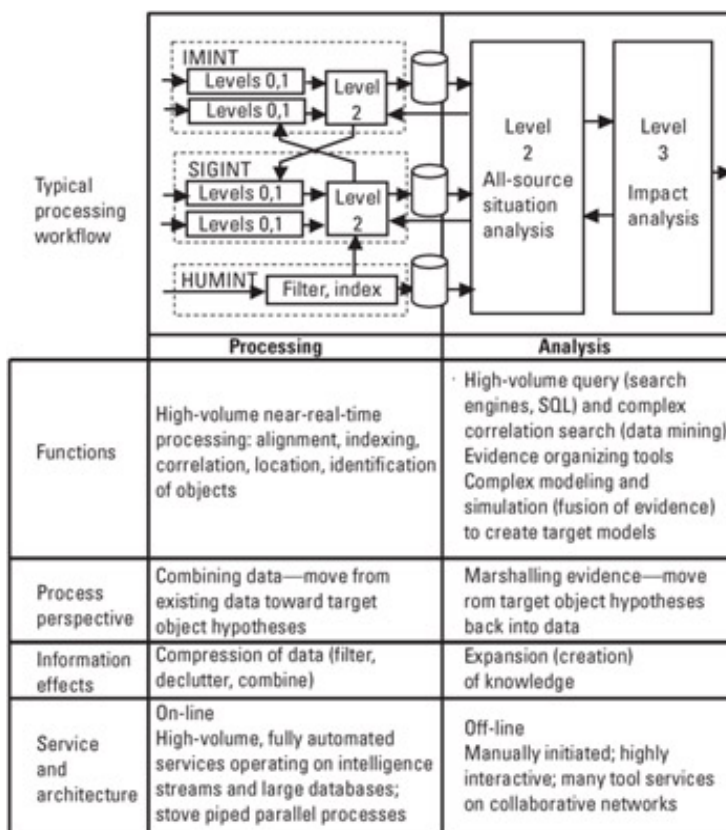 Typical
processing
workflow
IMINT
Levels 0,1
Levels 0,1
Level
2
SIGINT
Levels 0,1
Levels 0,1
Level
2
HUMINT
Filter, index
Level
2
All-source
situation
analysis
Level
3
Impact
analysis
Processing
Analysis
Functions
High-volume near-real-time
processing: alignment, indexing,
correlation, location, identification
of objects
High-volume query (search
engines, SQL) and complex
correlation search (data mining)
Evidence organizing tools
Complex modeling and
simulation (fusion of evidence)
to create target models
Process
perspective
Combining data—move from
existing data toward target
object hypotheses
Marshalling evidence—move
rom target object hypotheses
back into data
Information
effects
Compression of data (filter,
declutter, combine)
Expansion (creation)
of knowledge
Service
and
architecture
On-line
High-volume, fully automated
services operating on intelligence
streams and large databases;
stove piped parallel processes
Off-line
Manually initiated; highly
interactive; many tool services
on collaborative networks